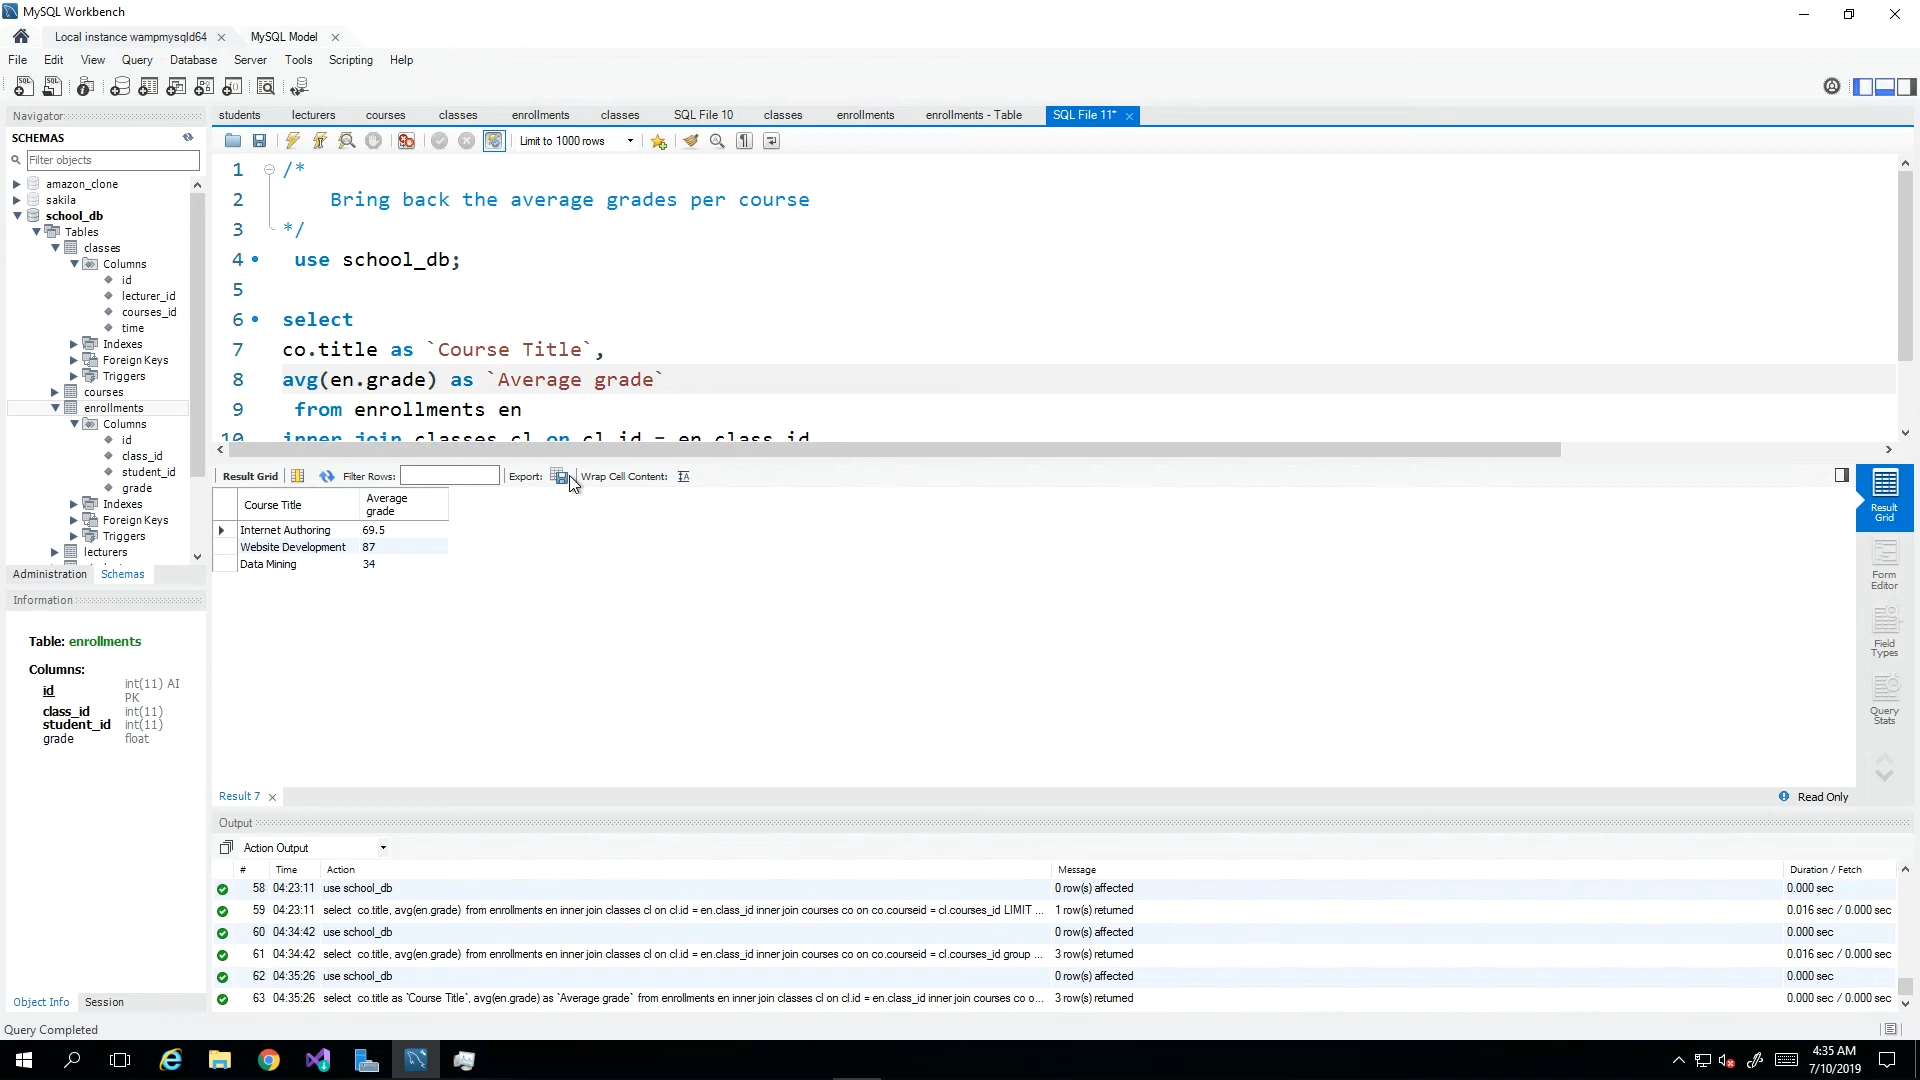 MySQL Workbench
Local instance wampmysqld64
MySQL Model
File Edit View Query Database Server Tools Scripting Help
Navigator
SCHEMAS
Filter objects
amazon_clone
sakila
school_db
Tables
classes
Columns
id
lecturer_id
courses_id
time
Indexes
Foreign Keys
Triggers
courses
enrollments
Columns
id
class_id
student_id
grade
Indexes
Foreign Keys
Triggers
lecturers
Administration Schemas
Information
Table: enrollments
Columns:
id int(11) AI
PK
class_id int(11)
student_id int(11)
grade float
Object Info Session
students lecturers courses classes enrollments classes SQL File 10 classes enrollments enrollments - Table SQL File 11*
Limit to 1000 rows
1 /*
2 Bring back the average grades per course
3 */
4 use school_db;
5
6 select
7 co.title as `Course Title`,
8 avg(en.grade) as `Average grade`
9 from enrollments en
10 inner join classes cl on cl.id = en.class_id
Result Grid Filter Rows: Export: Wrap Cell Content:
Course Title Average grade
Internet Authoring 69.5
Website Development 87
Data Mining 34
Result Grid
Form Editor
Field Types
Query Stats
Result 7
Read Only
Output
Action Output
# Time Action Message Duration / Fetch
58 04:23:11 use school_db 0 row(s) affected 0.000 sec
59 04:23:11 select co.title, avg(en.grade) from enrollments en inner join classes cl on cl.id = en.class_id inner join courses co on co.courseid = cl.courses_id LIMIT ... 1 row(s) returned 0.016 sec / 0.000 sec
60 04:34:42 use school_db 0 row(s) affected 0.000 sec
61 04:34:42 select co.title, avg(en.grade) from enrollments en inner join classes cl on cl.id = en.class_id inner join courses co on co.courseid = cl.courses_id group ... 3 row(s) returned 0.016 sec / 0.000 sec
62 04:35:26 use school_db 0 row(s) affected 0.000 sec
63 04:35:26 select co.title as `Course Title`, avg(en.grade) as `Average grade` from enrollments en inner join classes cl on cl.id = en.class_id inner join courses co o... 3 row(s) returned 0.000 sec / 0.000 sec
Query Completed
4:35 AM
7/10/2019